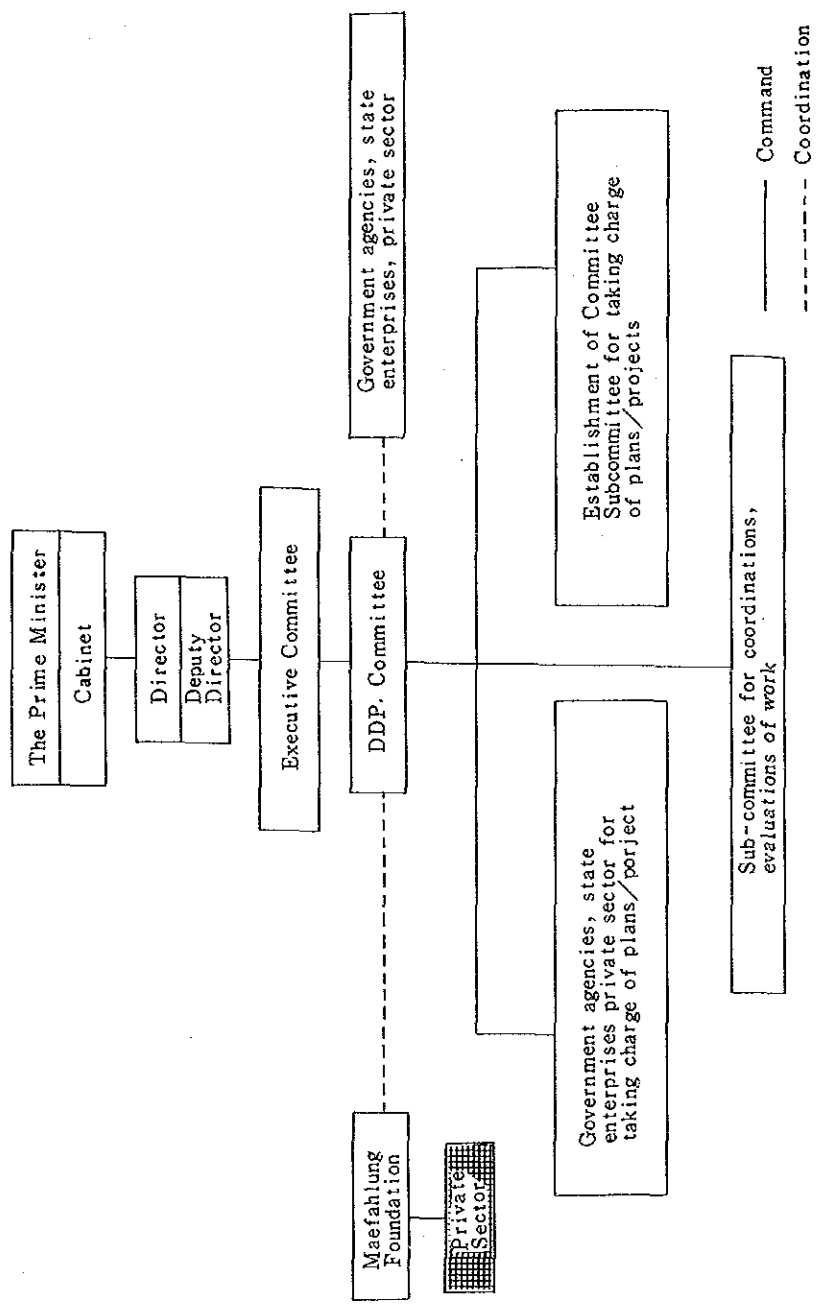 The Prime Minister
Cabinet
Director
Deputy
Director
Executive Committee
Maefahlung
Foundation
DDP. Committee
Government agencies, state
enterprises, private sector
Private
Sector
Government agencies, state
enterprises private sector for
taking charge of plans/porject
Establishment of Committee
Subcommittee for taking charge
of plans/projects
Sub-committee for coordinations,
evaluations of work
Command
Coordination